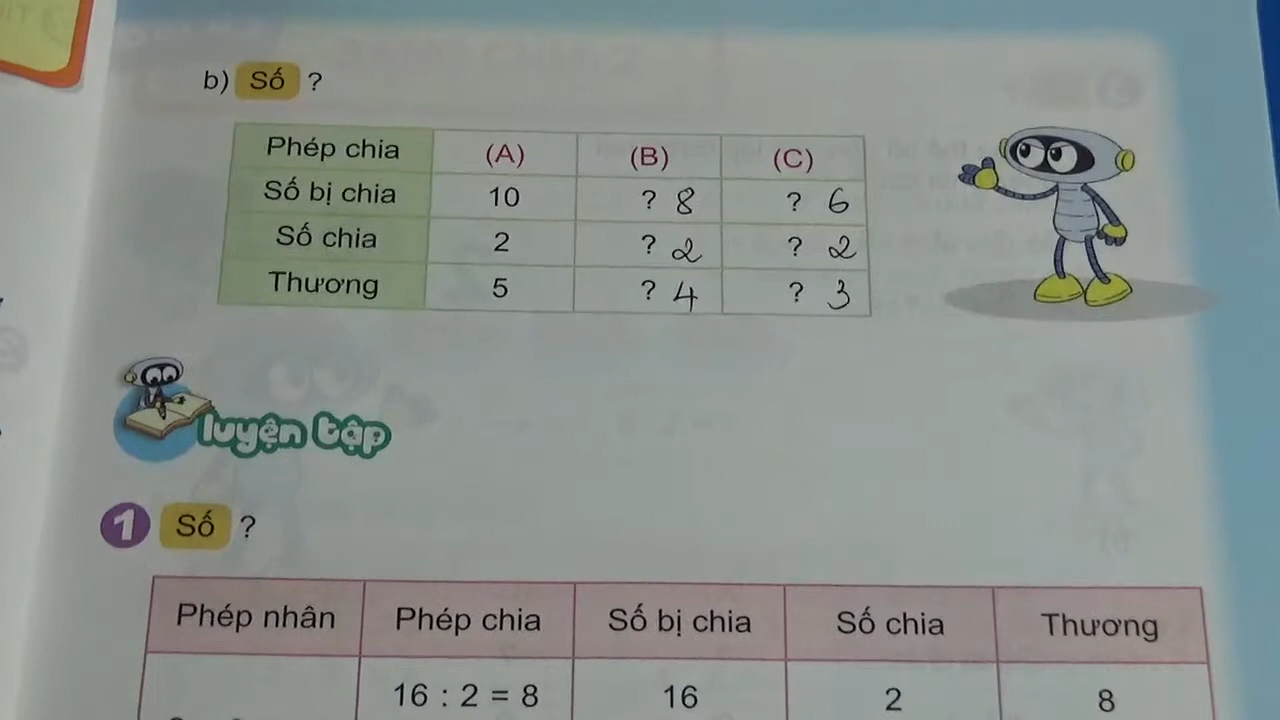 b) Số ?
Phép chia (A) (B) (C)
Số bị chia 10 ? 8 ? 6
Số chia 2 ? 2 ? 2
Thương 5 ? 4 ? 3
luyện tập
1 Số ?
Phép nhân Phép chia Số bị chia Số chia Thương
16 : 2 = 8 16 2 8